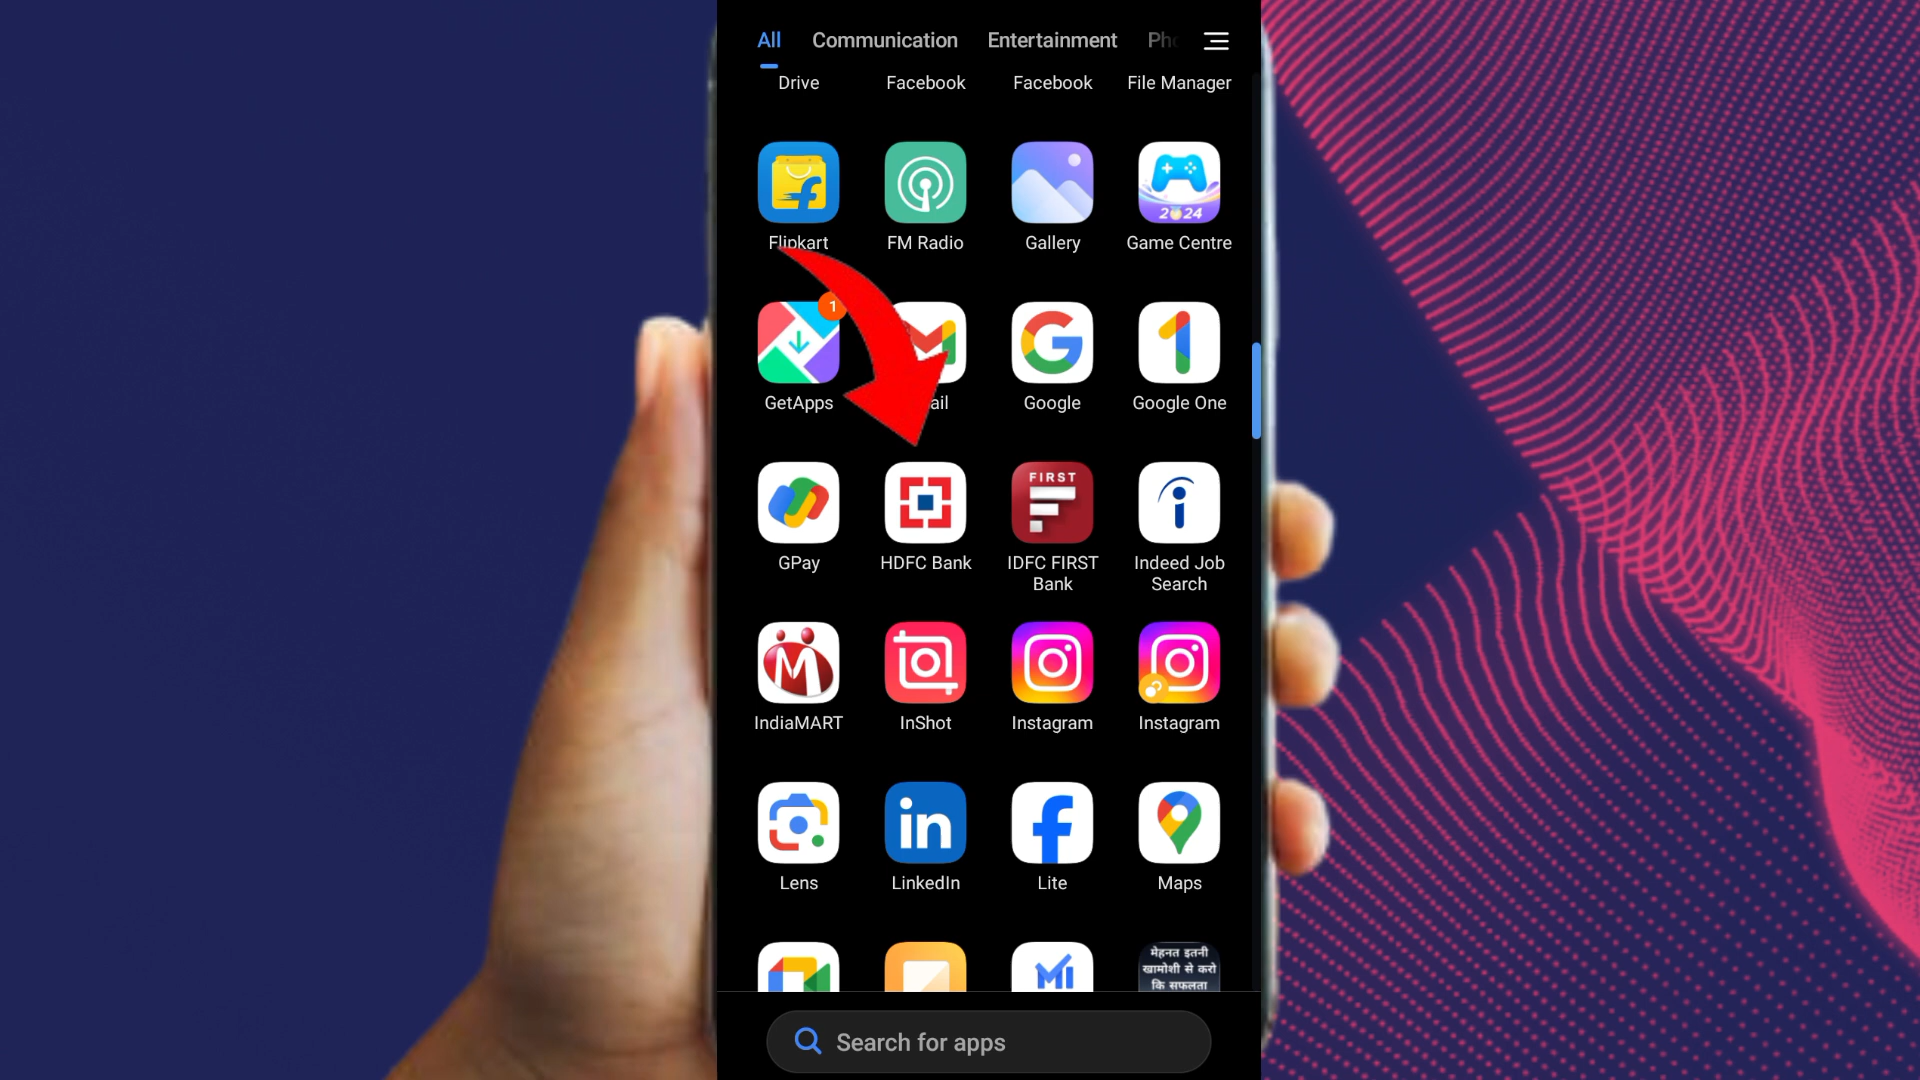 All Communication Entertainment
Drive Facebook Facebook File Manager
2024
Flipkart FM Radio Gallery Game Centre
1
GetApps Google Google One
FIRST
GPay HDFC Bank IDFC FIRST Indeed Job
Bank Search
M
IndiaMART InShot Instagram Instagram
in
Lens LinkedIn Lite Maps
मेहनत इतनी
खामोशी से करो
कि सफलता
Search for apps